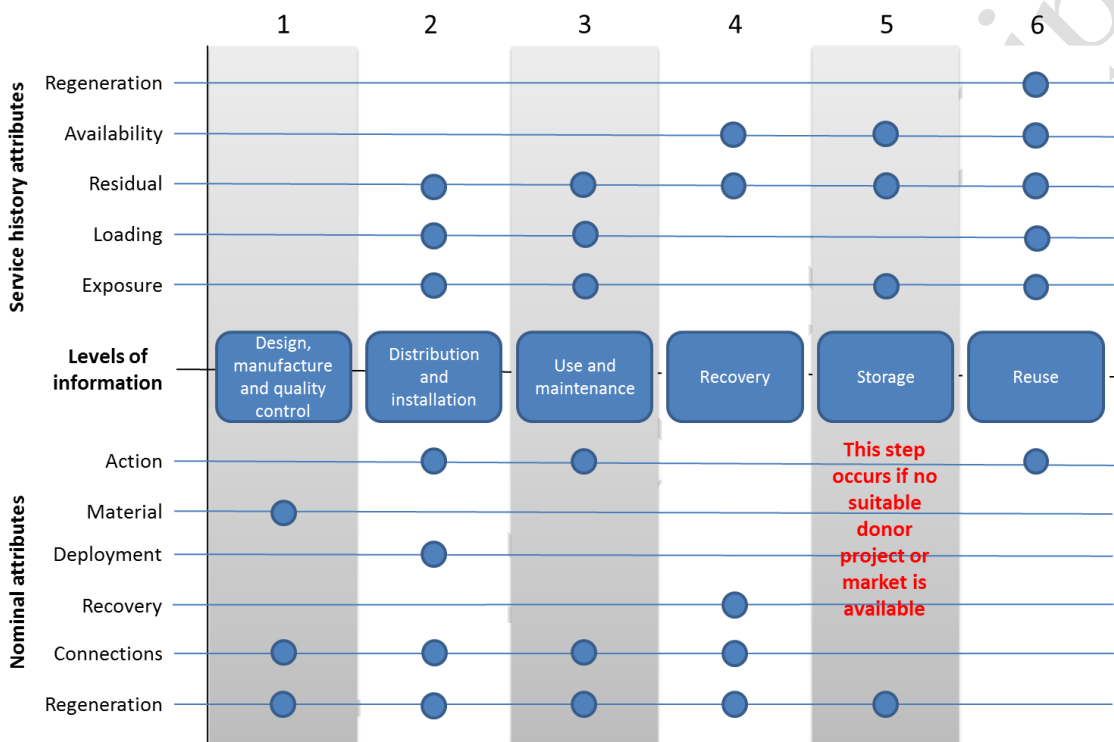 1 2 3 4 5 6
Service history attributes
Regeneration
Availability
Residual
Loading
Exposure
Levels of
information
Design,
manufacture
and quality
control
Distribution
and
installation
Use and
maintenance
Recovery
Storage
Reuse
Nominal attributes
Action
Material
Deployment
Recovery
Connections
Regeneration
This step
occurs if no
suitable
donor
project or
market is
available